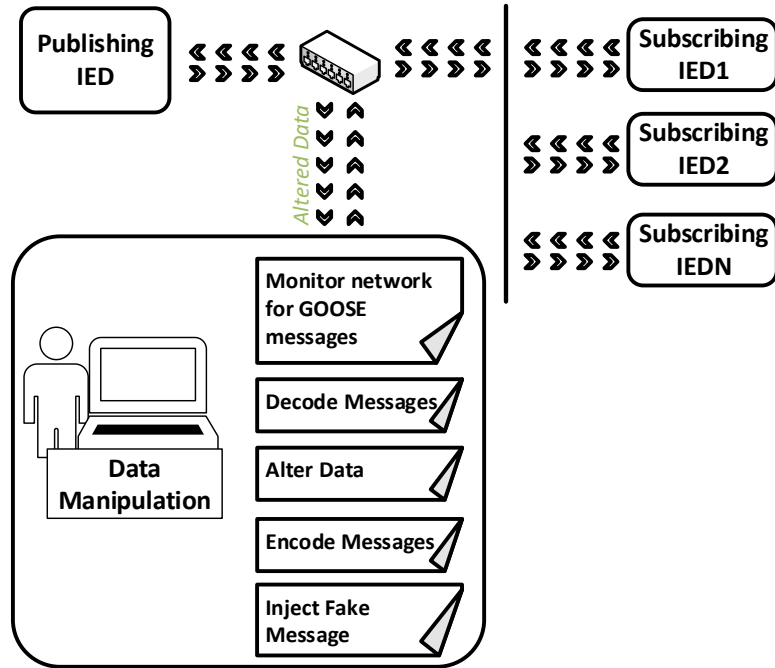 Publishing
IED
Subscribing
IED1
Subscribing
IED2
Subscribing
IEDN
Altered Data
Monitor network
for GOOSE
messages
Decode Messages
Alter Data
Encode Messages
Inject Fake
Message
Data
Manipulation